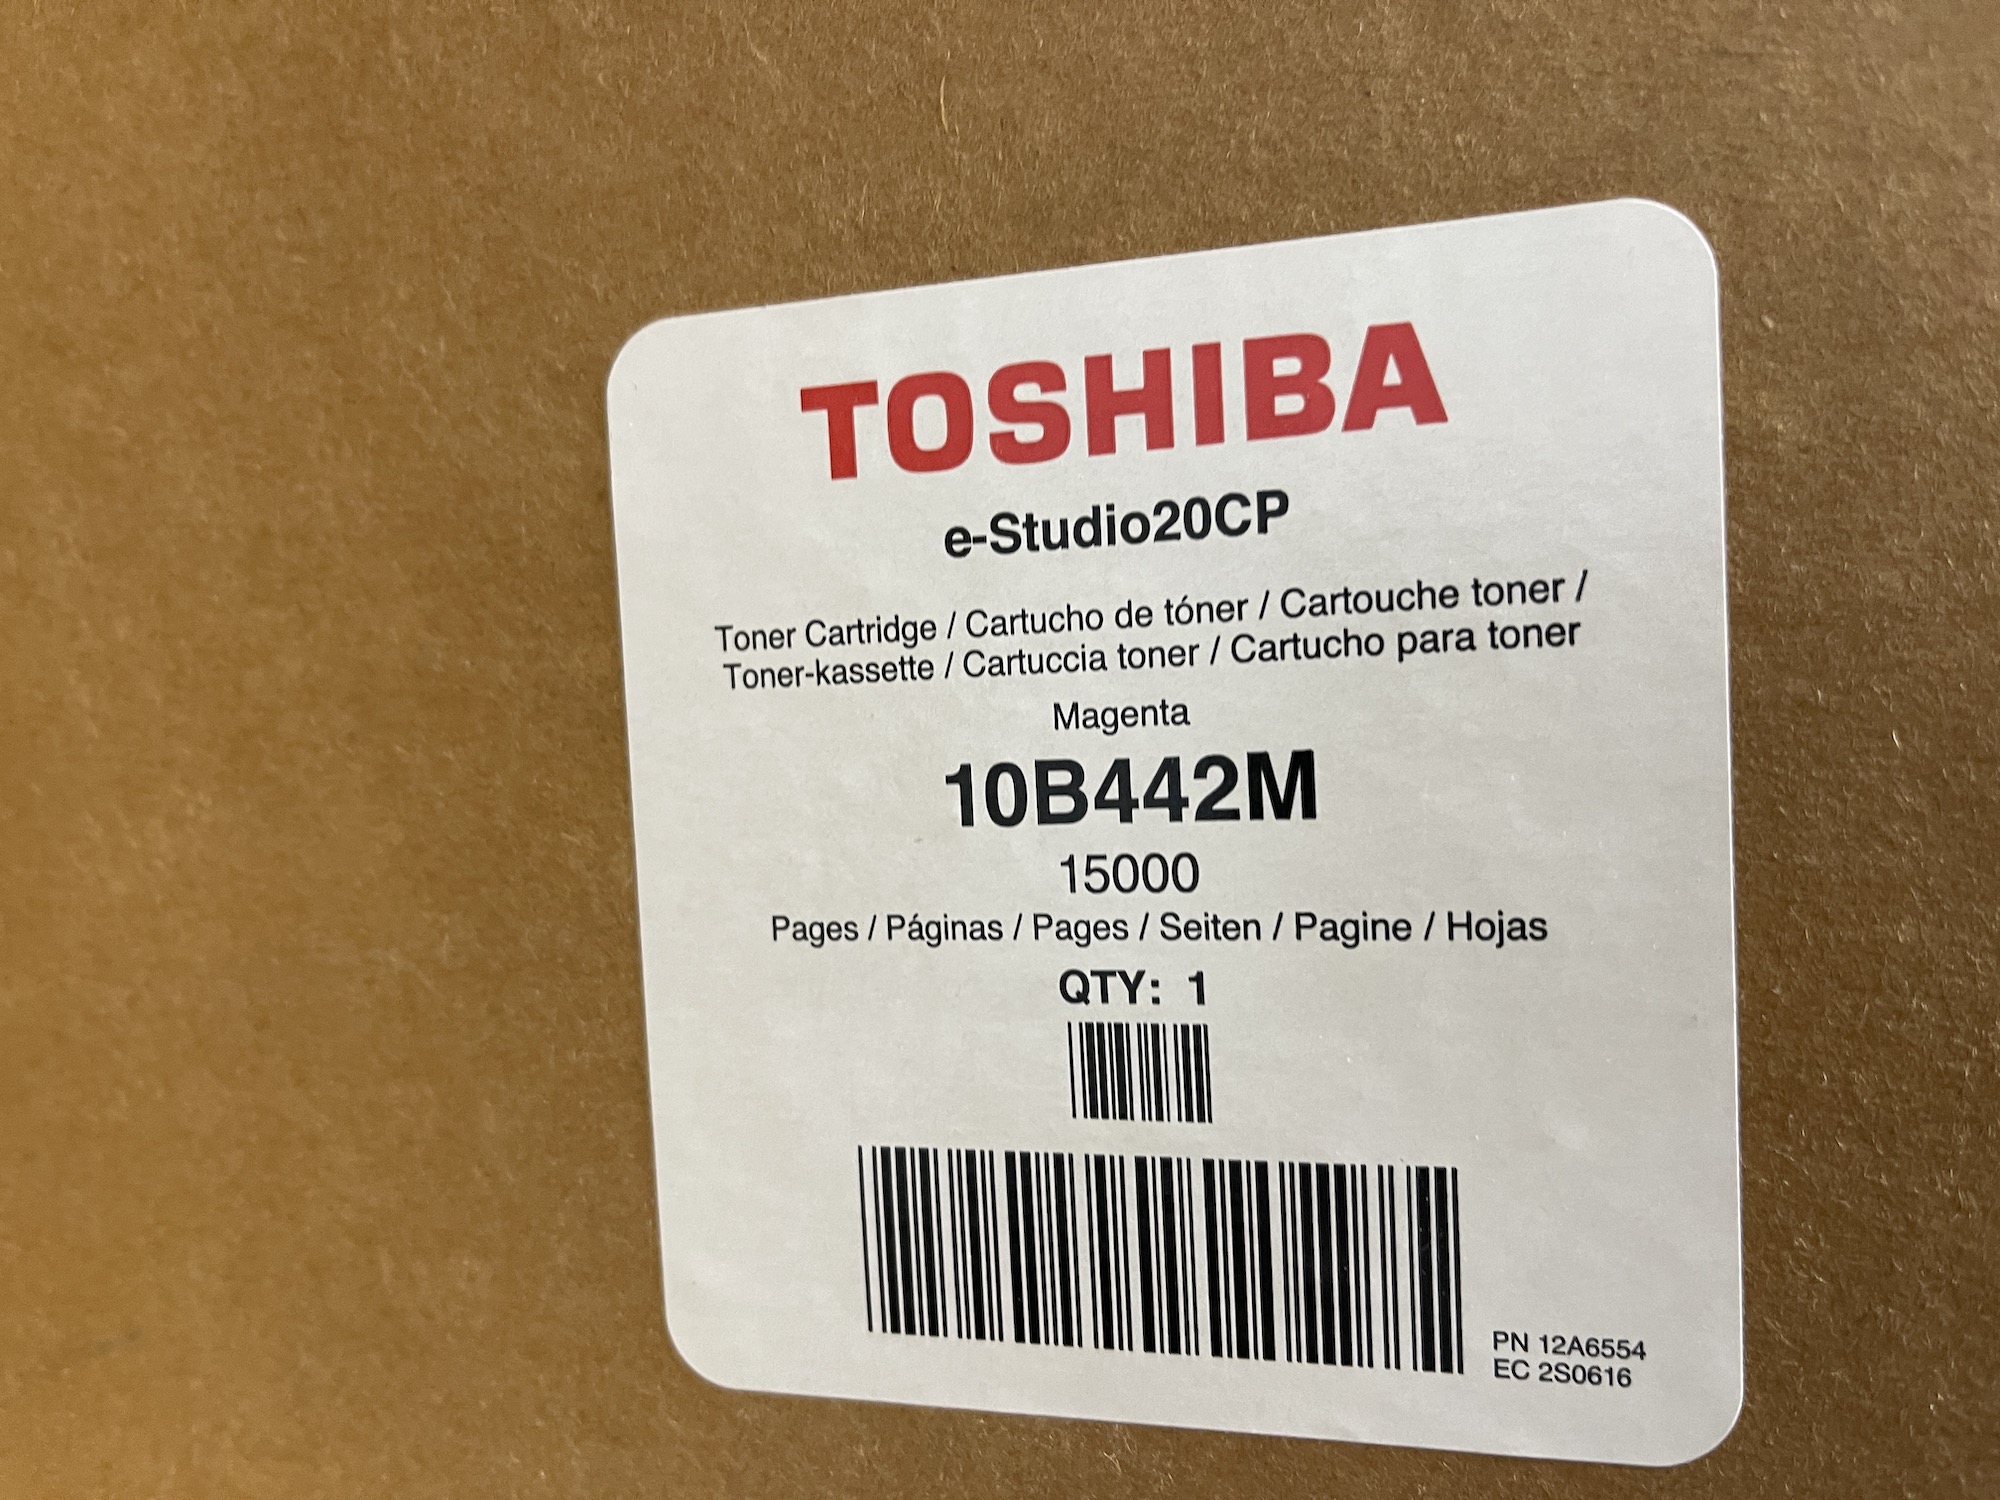 TOSHIBA
e-Studio20CP
Toner Cartridge / Cartucho de tóner / Cartouche toner /
Toner-kassette / Cartuccia toner / Cartucho para toner
Magenta
10B442M
15000
Pages / Páginas / Pages / Seiten / Pagine / Hojas
QTY: 1
PN 12A6554
EC 2S0616